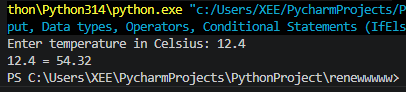 thon\Python314\python.exe "c:/Users/XEE/PycharmProjects/P
put, Data types, Operators, Conditional Statements (IfEls
Enter temperature in Celsius: 12.4
12.4 = 54.32
PS C:\Users\XEE\PycharmProjects\PythonProject\renewwwww>